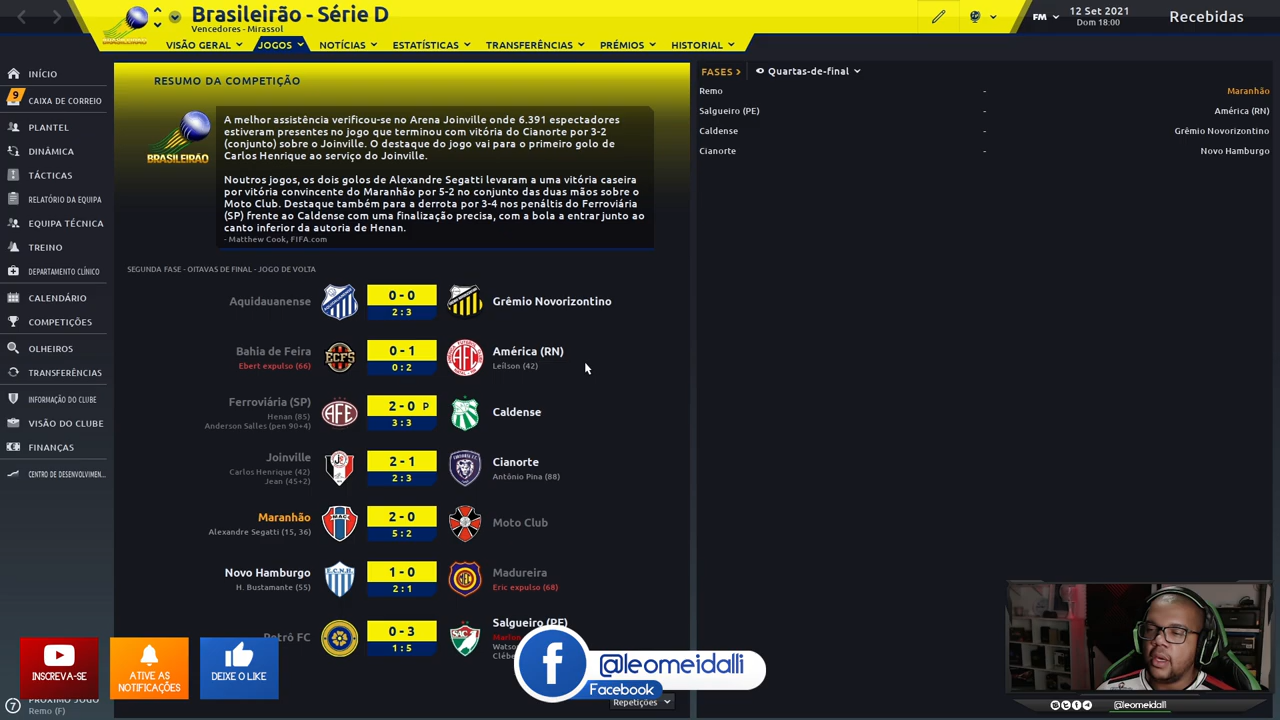 Brasileirão - Série D
Vencedores - Mirassol
FM
12 Set 2021
Dom 18:00
Recebidas
VISÃO GERAL
JOGOS
NOTÍCIAS
ESTATÍSTICAS
TRANSFERÊNCIAS
PRÉMIOS
HISTORIAL
INÍCIO
9
CAIXA DE CORREIO
PLANTEL
DINÂMICA
TÁCTICAS
RELATÓRIO DA EQUIPA
EQUIPA TÉCNICA
TREINO
DEPARTAMENTO CLÍNICO
CALENDÁRIO
COMPETIÇÕES
OLHEIROS
TRANSFERÊNCIAS
INFORMAÇÃO DO CLUBE
VISÃO DO CLUBE
FINANÇAS
CENTRO DE DESENVOLVIMEN...
RESUMO DA COMPETIÇÃO
BRASILEIRÃO
A melhor assistência verificou-se no Arena Joinville onde 6.391 espectadores
estiveram presentes no jogo que terminou com vitória do Cianorte por 3-2
(conjunto) sobre o Joinville. O destaque do jogo vai para o primeiro golo de
Carlos Henrique ao serviço do Joinville.
Noutros jogos, os dois golos de Alexandre Segatti levaram a uma vitória caseira
por vitória convincente do Maranhão por 5-2 no conjunto das duas mãos sobre o
Moto Club. Destaque também para a derrota por 3-4 nos penáltis do Ferroviária
(SP) frente ao Caldense com uma finalização precisa, com a bola a entrar junto ao
canto inferior da autoria de Henan.
- Matthew Cook, FIFA.com
SEGUNDA FASE - OITAVAS DE FINAL - JOGO DE VOLTA
Aquidauanense
0 - 0
2 : 3
Grêmio Novorizontino
Bahia de Feira
Ebert expulso (66)
0 - 1
0 : 2
América (RN)
Leílson (42)
Ferroviária (SP)
Henan (85)
Anderson Salles (pen 90+4)
2 - 0 P
3 : 3
Caldense
Joinville
Carlos Henrique (42)
Jean (45+2)
2 - 1
2 : 3
Cianorte
Antônio Pina (88)
Maranhão
Alexandre Segatti (15, 36)
2 - 0
5 : 2
Moto Club
Novo Hamburgo
H. Bustamante (55)
1 - 0
2 : 1
Madureira
Eric expulso (68)
Retrô FC
0 - 3
1 : 5
Salgueiro (PE)
Repetições
FASES
Quartas-de-final
Remo - Maranhão
Salgueiro (PE) - América (RN)
Caldense - Grêmio Novorizontino
Cianorte - Novo Hamburgo
INSCREVA-SE
ATIVE AS
NOTIFICAÇÕES
DEIXE O LIKE
@leomeidalli
Facebook
PRÓXIMO JOGO
Remo (F)
@leomeidall